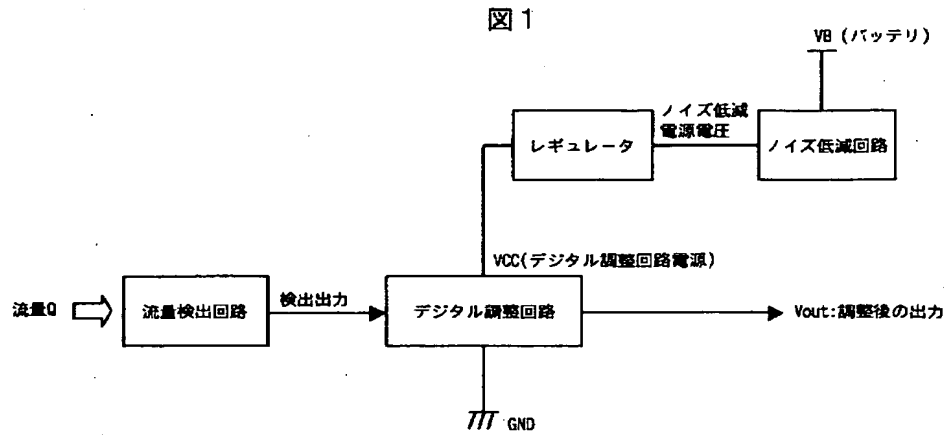 図1
VB (バッテリ)
ノイズ低減
電源電圧
レギュレータ
ノイズ低減回路
VCC(デジタル調整回路電源)
流量Q
流量検出回路
検出出力
デジタル調整回路
Vout:調整後の出力
GND